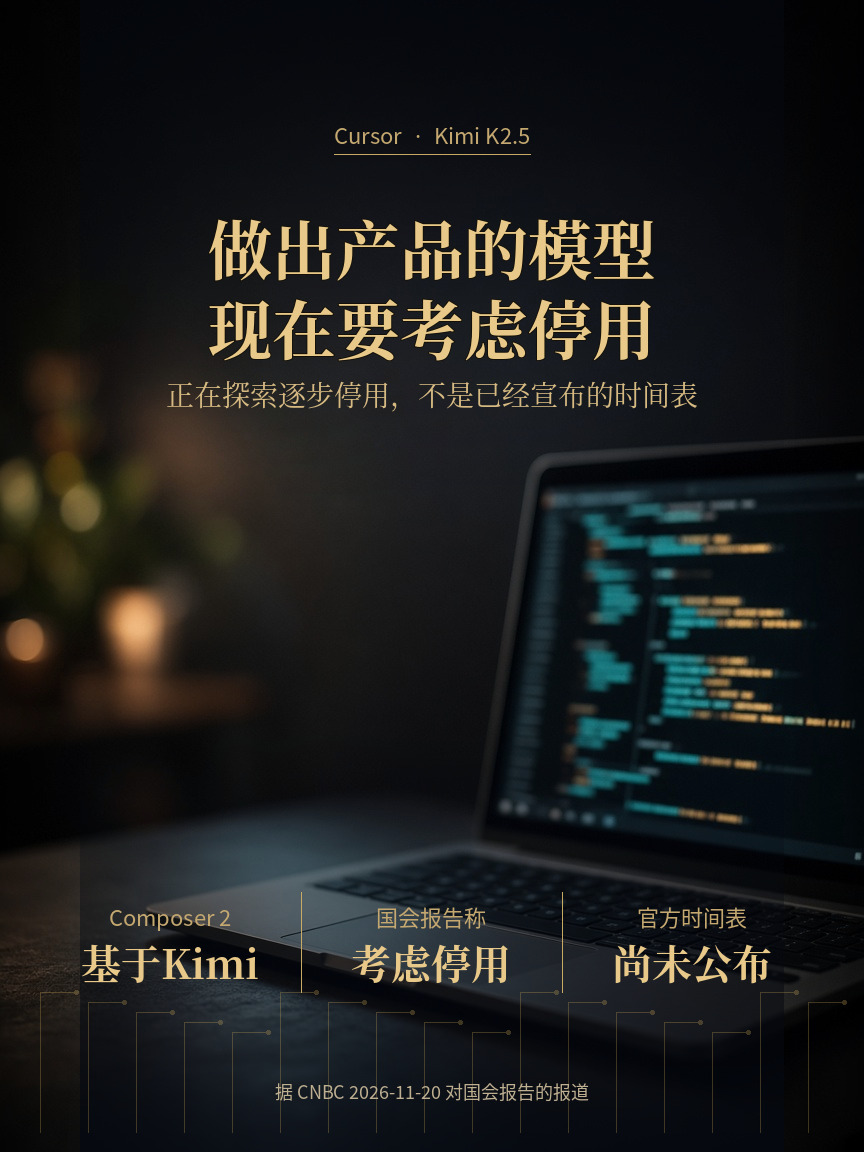 Cursor · Kimi K2.5
做出产品的模型
现在要考虑停用
正在探索逐步停用，不是已经宣布的时间表
Composer 2
基于Kimi
国会报告称
考虑停用
官方时间表
尚未公布
据 CNBC 2026-11-20 对国会报告的报道